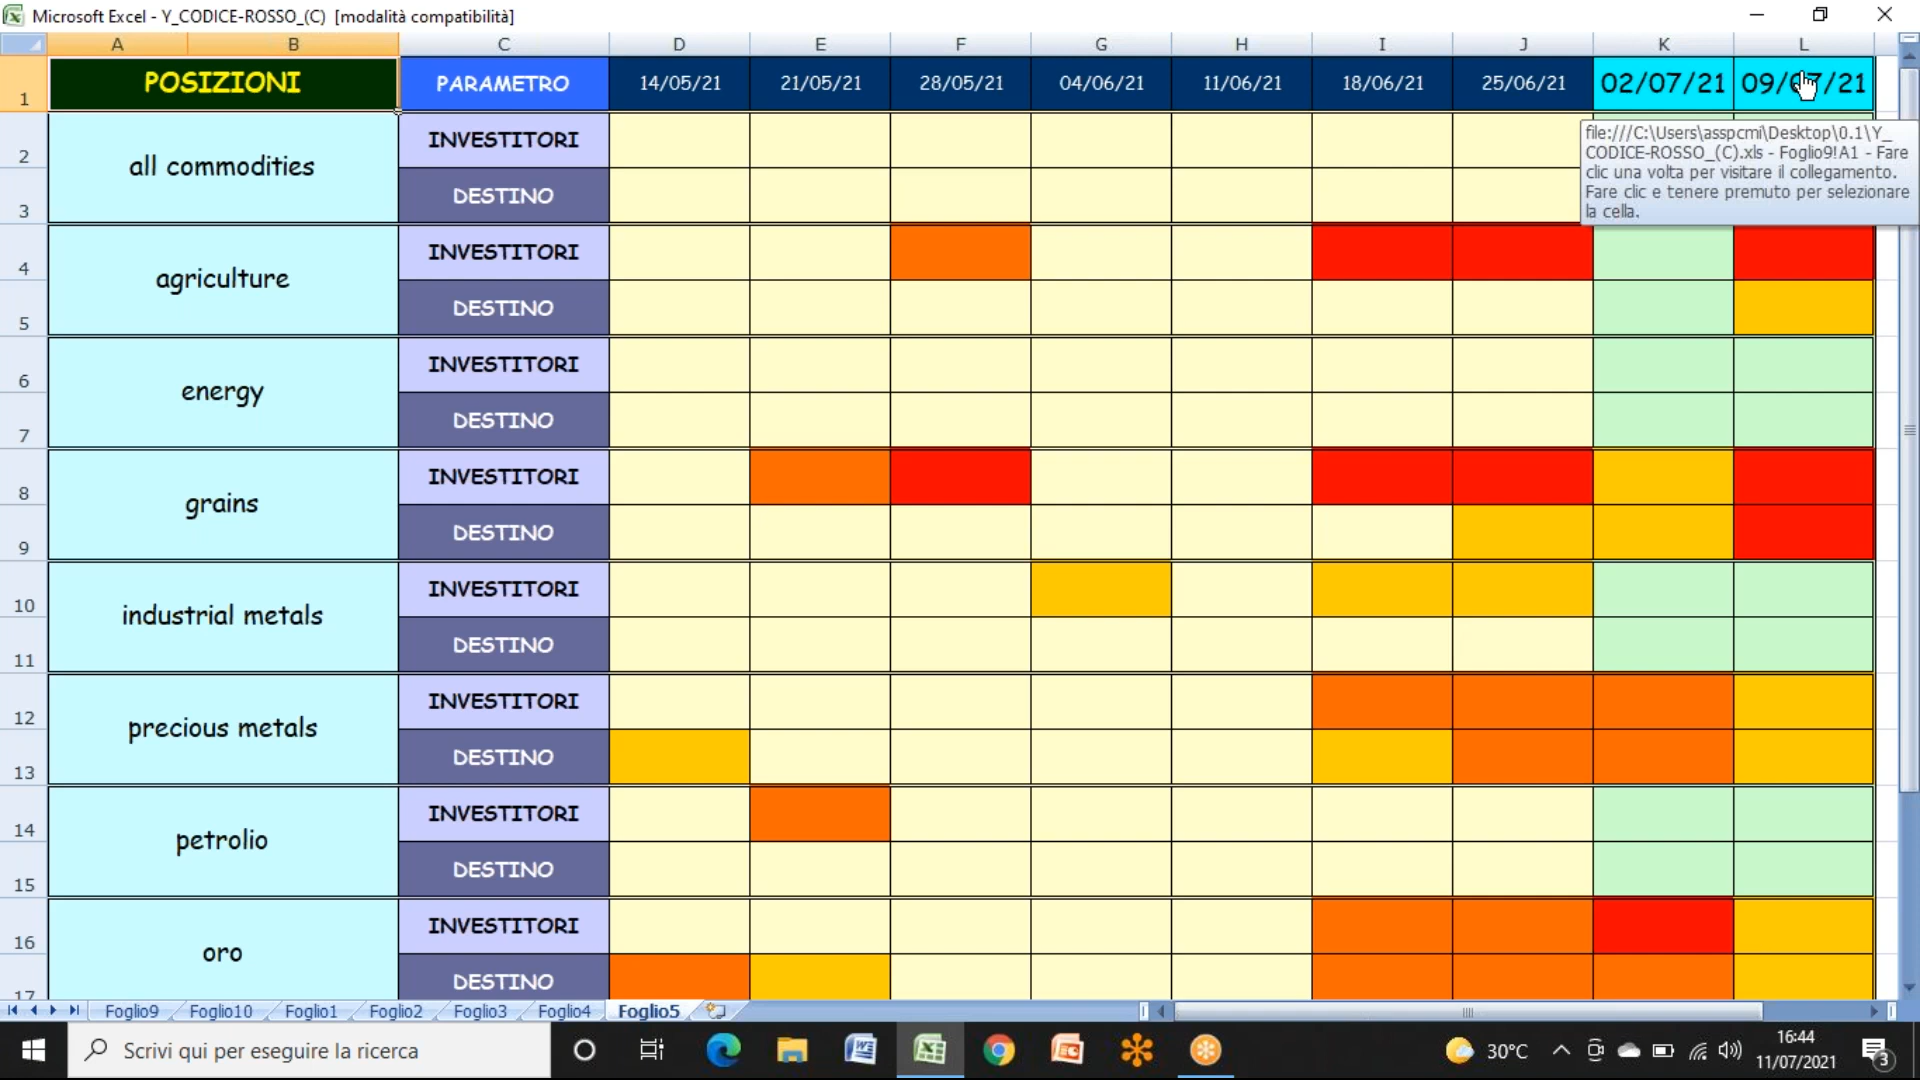 Microsoft Excel - Y_CODICE-ROSSO_(C) [modalità compatibilità]
A B C D E F G H I J K L
1 POSIZIONI PARAMETRO 14/05/21 21/05/21 28/05/21 04/06/21 11/06/21 18/06/21 25/06/21 02/07/21 09/07/21
file:///C:\Users\asspcmi\Desktop\0.1\Y_
CODICE-ROSSO_(C).xls - Foglio9!A1 - Fare
clic una volta per visitare il collegamento.
Fare clic e tenere premuto per selezionare
la cella.
2 all commodities INVESTITORI
3 DESTINO
4 agriculture INVESTITORI
5 DESTINO
6 energy INVESTITORI
7 DESTINO
8 grains INVESTITORI
9 DESTINO
10 industrial metals INVESTITORI
11 DESTINO
12 precious metals INVESTITORI
13 DESTINO
14 petrolio INVESTITORI
15 DESTINO
16 oro INVESTITORI
17 DESTINO
Foglio9 Foglio10 Foglio1 Foglio2 Foglio3 Foglio4 Foglio5
Scrivi qui per eseguire la ricerca
30°C
16:44
11/07/2021
3